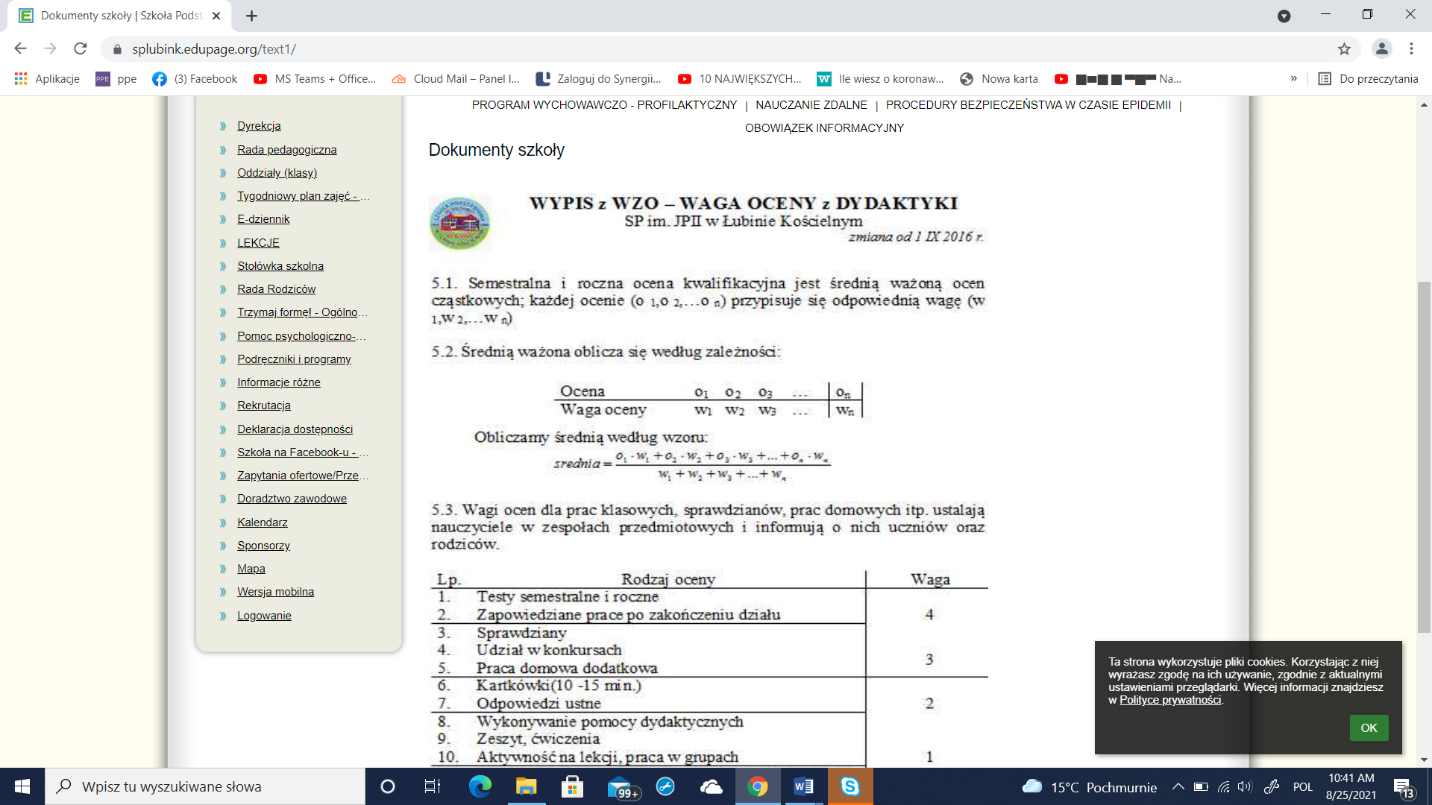 Dokumenty szkoły | Szkoła Podst
splubink.edupage.org/text1/
Aplikacje
ppe
(3) Facebook
MS Teams + Office...
Cloud Mail – Panel l...
Zaloguj do Synergii...
10 NAJWIĘKSZYCH...
Ile wiesz o koronaw...
Nowa karta
Na...
»
Do przeczytania
PROGRAM WYCHOWAWCZO - PROFILAKTYCZNY | NAUCZANIE ZDALNE | PROCEDURY BEZPIECZEŃSTWA W CZASIE EPIDEMII |
OBOWIĄZEK INFORMACYJNY
Dyrekcja
Rada pedagogiczna
Oddziały (klasy)
Tygodniowy plan zajęć - ...
E-dziennik
LEKCJE
Stołówka szkolna
Rada Rodziców
Trzymaj formę! - Ogólno...
Pomoc psychologiczno-...
Podręczniki i programy
Informacje różne
Rekrutacja
Deklaracja dostępności
Szkoła na Facebook-u - ...
Zapytania ofertowe/Prze...
Doradztwo zawodowe
Kalendarz
Sponsorzy
Mapa
Wersja mobilna
Logowanie
Dokumenty szkoły
WYPIS z WZO – WAGA OCENY z DYDAKTYKI
SP im. JPII w Łubinie Kościelnym
zmiana od 1 IX 2016 r.
5.1. Semestralna i roczna ocena kwalifikacyjna jest średnią ważoną ocen
cząstkowych; każdej ocenie (o 1,o 2,…o n) przypisuje się odpowiednią wagę (w
1,w 2,…w n)
5.2. Średnią ważona oblicza się według zależności:
Ocena o1 o2 o3 … on
Waga oceny w1 w2 w3 … wn
Obliczamy średnią według wzoru:
srednia = o1 · w1 + o2 · w2 + o3 · w3 + ... + on · wn
w1 + w2 + w3 + ... + wn
5.3. Wagi ocen dla prac klasowych, sprawdzianów, prac domowych itp. ustalają
nauczyciele w zespołach przedmiotowych i informują o nich uczniów oraz
rodziców.
Lp. Rodzaj oceny Waga
1. Testy semestralne i roczne
2. Zapowiedziane prace po zakończeniu działu 4
3. Sprawdziany
4. Udział w konkursach 3
5. Praca domowa dodatkowa
6. Kartkówki(10 -15 min.)
7. Odpowiedzi ustne 2
8. Wykonywanie pomocy dydaktycznych
9. Zeszyt, ćwiczenia
10. Aktywność na lekcji, praca w grupach 1
Ta strona wykorzystuje pliki cookies. Korzystając z niej
wyrażasz zgodę na ich używanie, zgodnie z aktualnymi
ustawieniami przeglądarki. Więcej informacji znajdziesz
w Polityce prywatności.
OK
Wpisz tu wyszukiwane słowa
99+
15°C Pochmurnie
POL
10:41 AM
8/25/2021
13